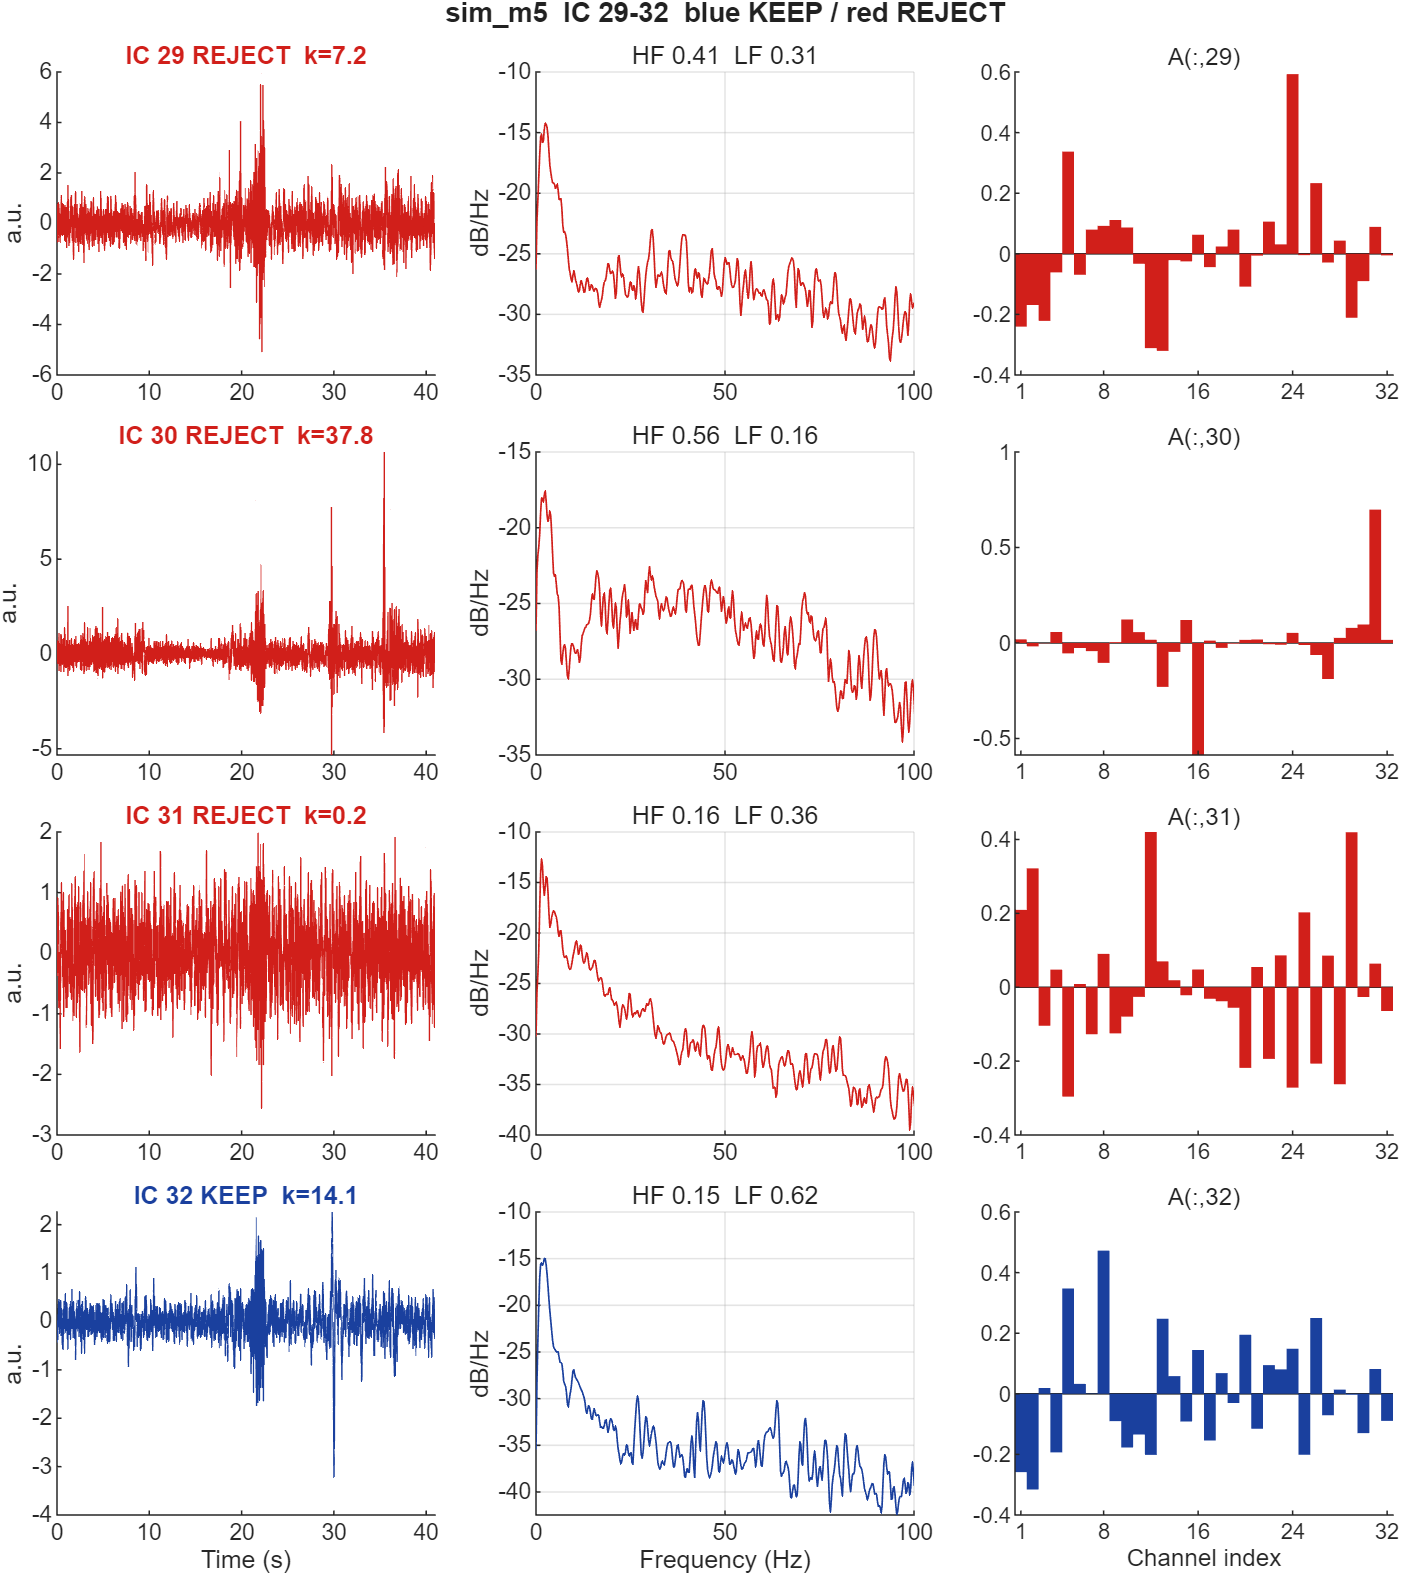 sim_m5 IC 29-32 blue KEEP / red REJECT
IC 29 REJECT k=7.2
HF 0.41 LF 0.31
A(:,29)
6
4
2
0
-2
-4
-6
a.u.
0 10 20 30 40
-10
-15
-20
-25
-30
-35
dB/Hz
0 50 100
0.6
0.4
0.2
0
-0.2
-0.4
1 8 16 24 32
IC 30 REJECT k=37.8
HF 0.56 LF 0.16
A(:,30)
10
5
0
-5
a.u.
0 10 20 30 40
-15
-20
-25
-30
-35
dB/Hz
0 50 100
1
0.5
0
-0.5
1 8 16 24 32
IC 31 REJECT k=0.2
HF 0.16 LF 0.36
A(:,31)
2
1
0
-1
-2
-3
a.u.
0 10 20 30 40
-10
-15
-20
-25
-30
-35
-40
dB/Hz
0 50 100
0.4
0.2
0
-0.2
-0.4
1 8 16 24 32
IC 32 KEEP k=14.1
HF 0.15 LF 0.62
A(:,32)
2
1
0
-1
-2
-3
-4
a.u.
0 10 20 30 40
Time (s)
-10
-15
-20
-25
-30
-35
-40
dB/Hz
0 50 100
Frequency (Hz)
0.6
0.4
0.2
0
-0.2
-0.4
1 8 16 24 32
Channel index